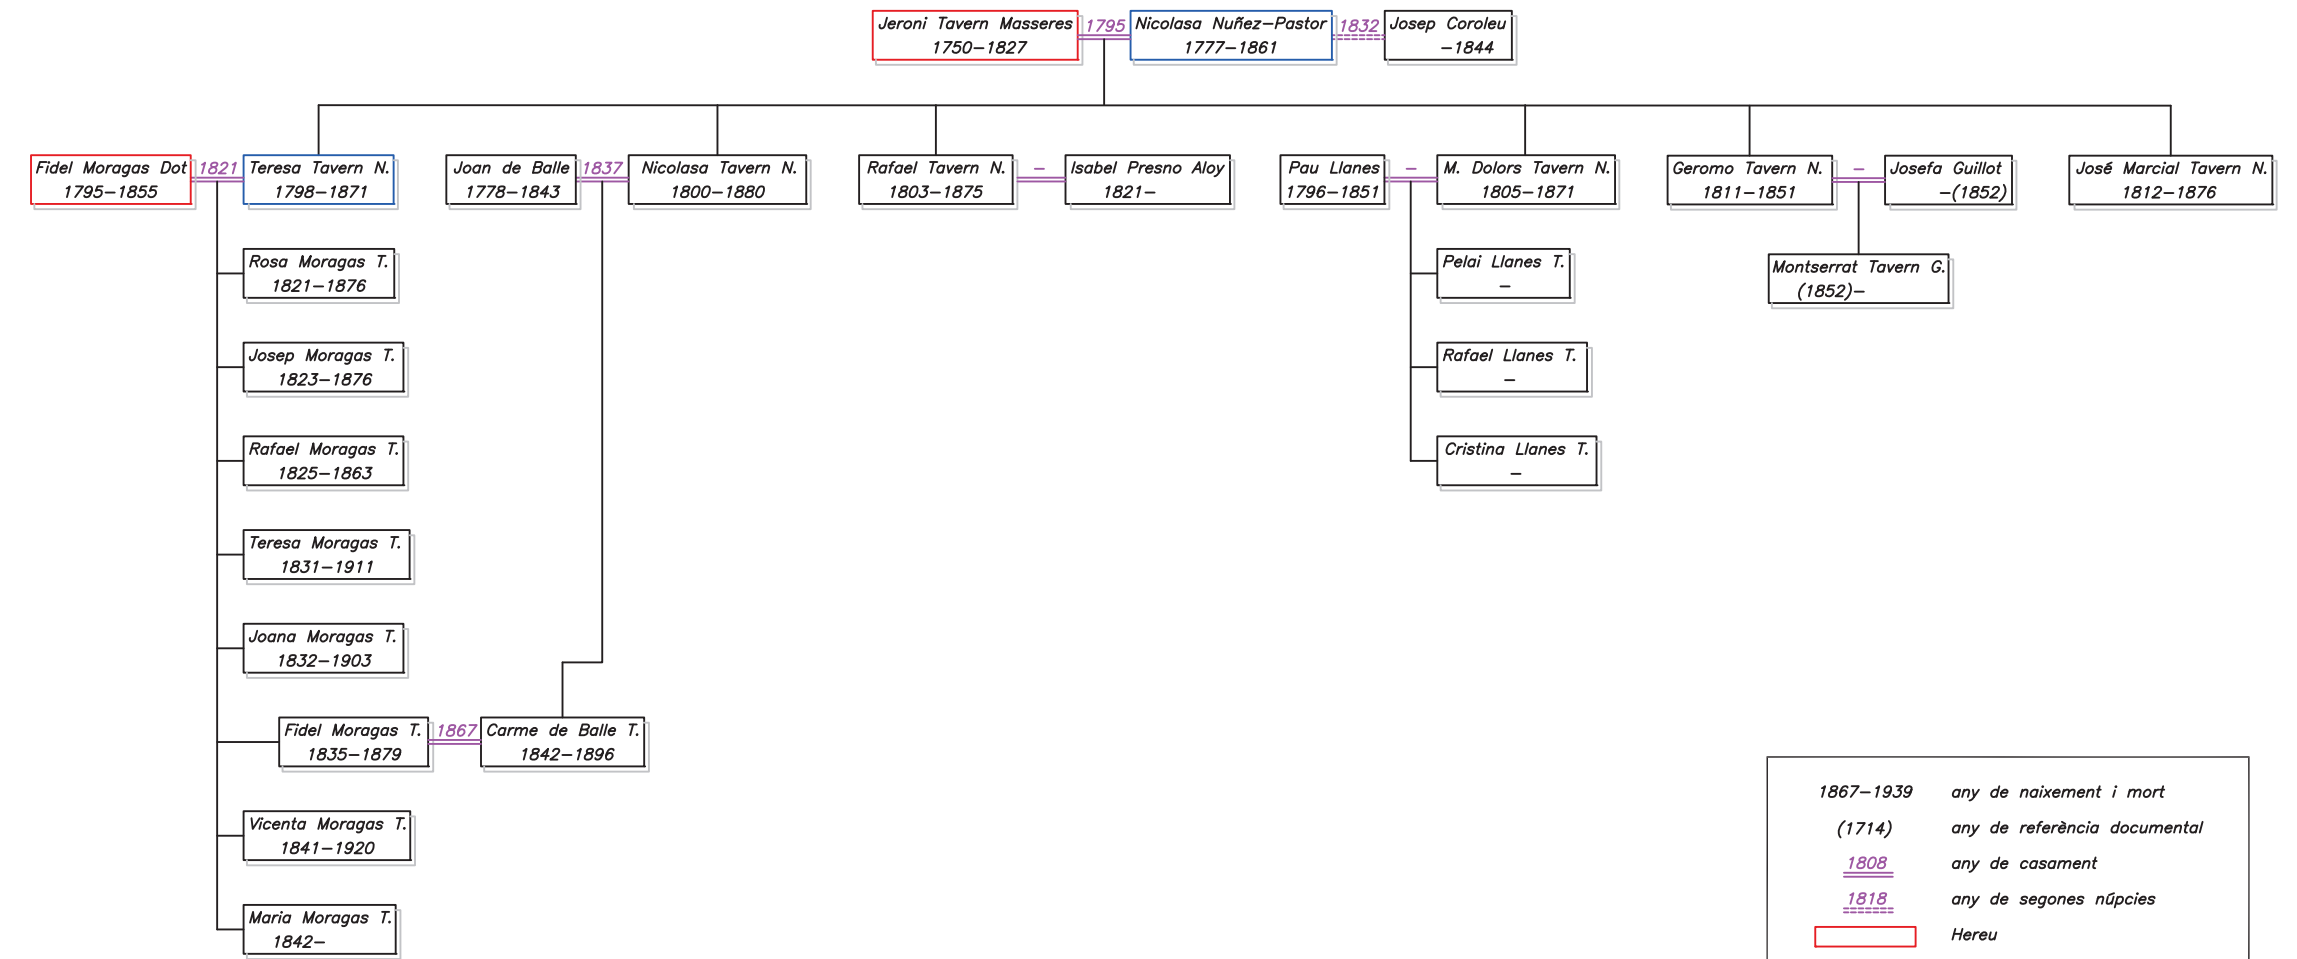 Jeroni Tavern Masseres
1750-1827
1795
Nicolasa Nuñez-Pastor
1777-1861
1832
Josep Coroleu
-1844
Fidel Moragas Dot
1795-1855
1821
Teresa Tavern N.
1798-1871
Joan de Balle
1778-1843
1837
Nicolasa Tavern N.
1800-1880
Rafael Tavern N.
1803-1875
-
Isabel Presno Aloy
1821-
Pau Llanes
1796-1851
-
M. Dolors Tavern N.
1805-1871
Geromo Tavern N.
1811-1851
-
Josefa Guillot
-(1852)
José Marcial Tavern N.
1812-1876
Rosa Moragas T.
1821-1876
Pelai Llanes T.
-
Montserrat Tavern G.
(1852)-
Josep Moragas T.
1823-1876
Rafael Llanes T.
-
Rafael Moragas T.
1825-1863
Cristina Llanes T.
-
Teresa Moragas T.
1831-1911
Joana Moragas T.
1832-1903
Fidel Moragas T.
1835-1879
1867
Carme de Balle T.
1842-1896
Vicenta Moragas T.
1841-1920
Maria Moragas T.
1842-
1867-1939 any de naixement i mort
(1714) any de referència documental
1808 any de casament
1818 any de segones núpcies
Hereu